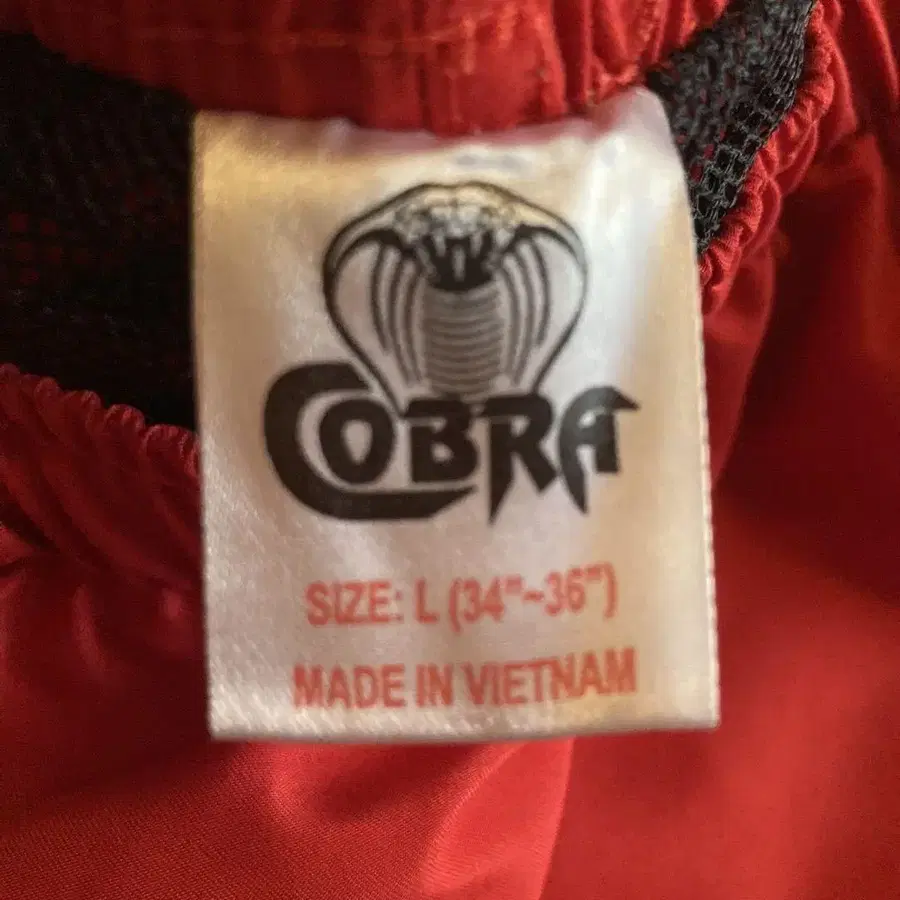 COBRA
SIZE: L (34"~36")
MADE IN VIETNAM